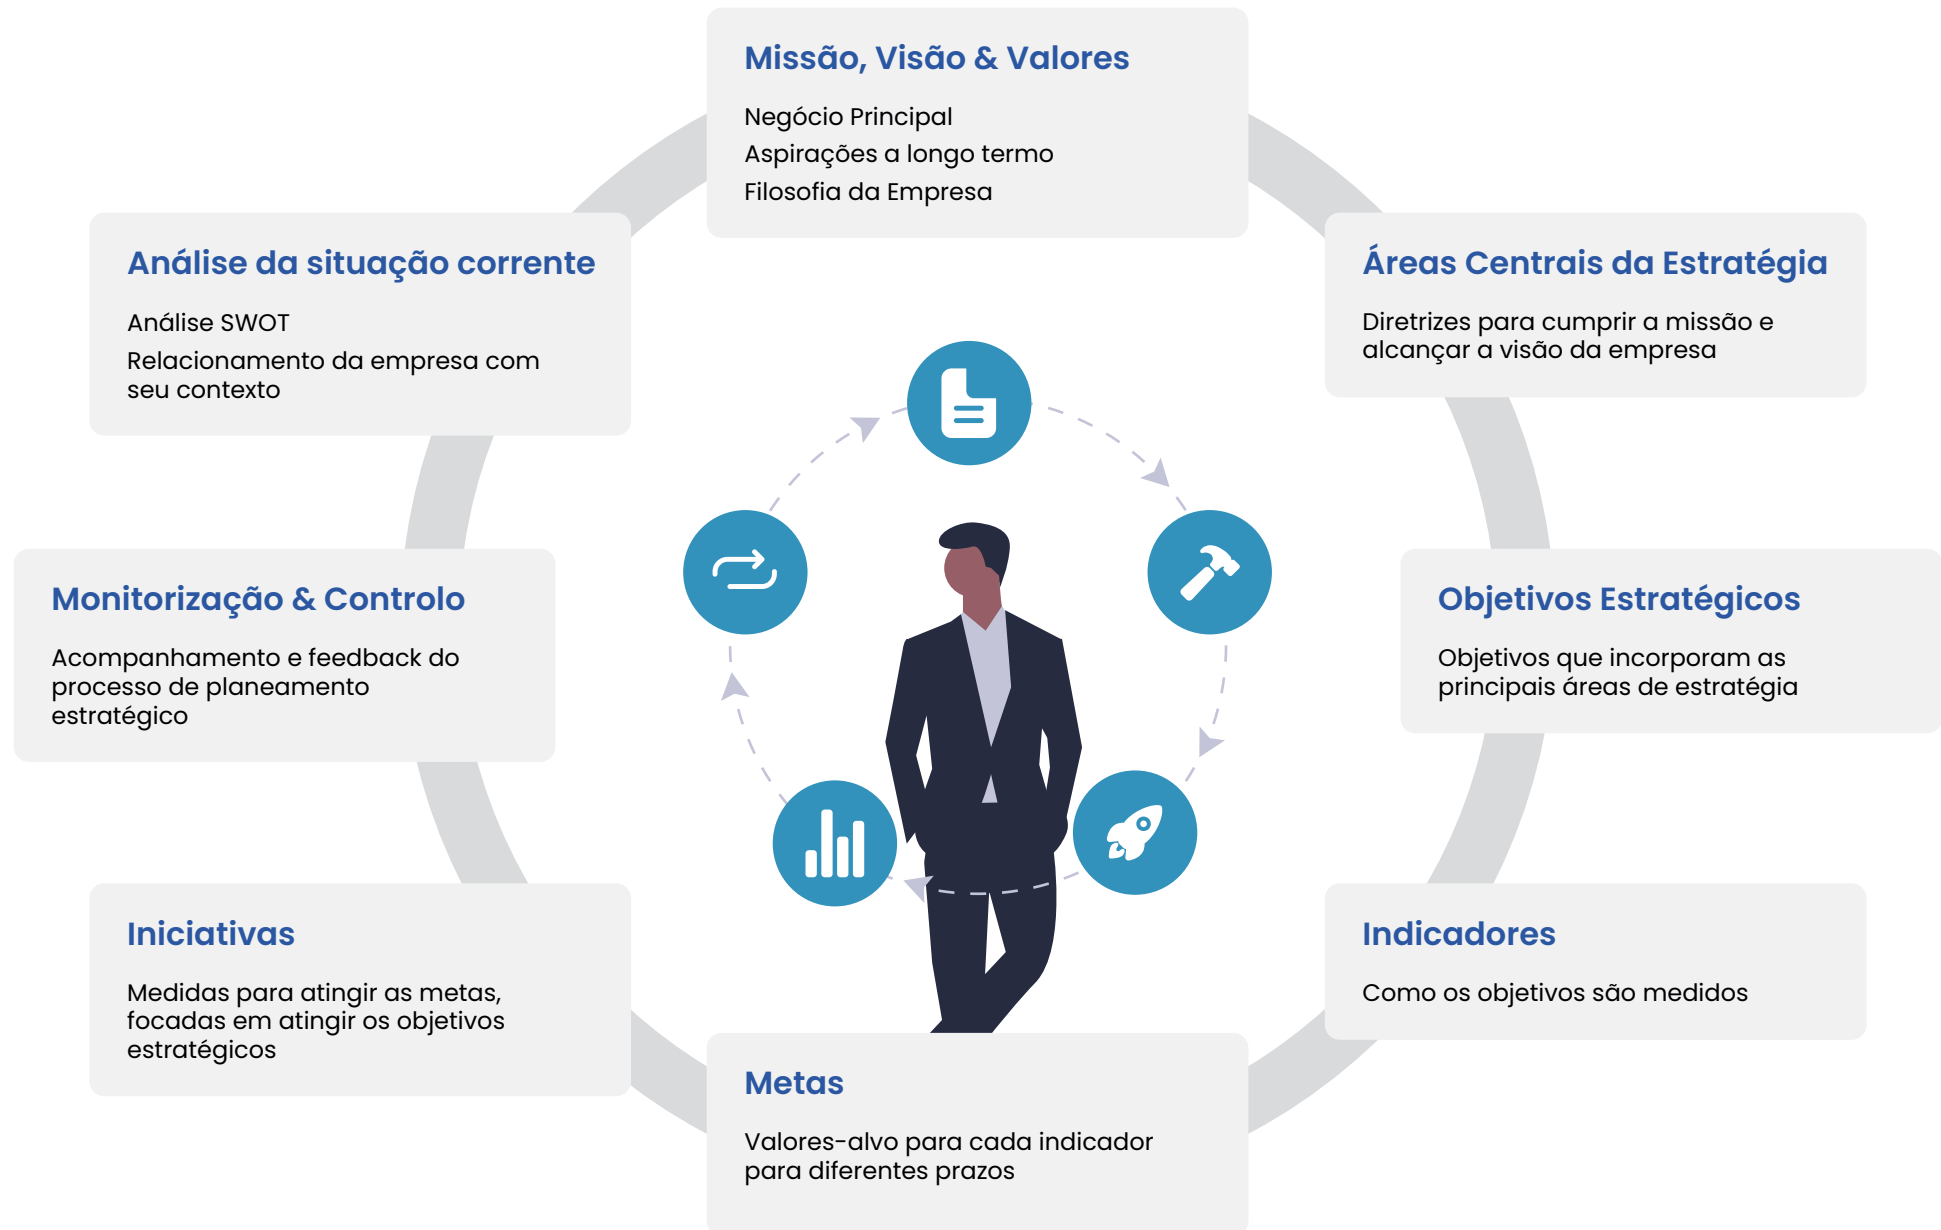 Missão, Visão & Valores
Negócio Principal
Aspirações a longo termo
Filosofia da Empresa
Áreas Centrais da Estratégia
Diretrizes para cumprir a missão e
alcançar a visão da empresa
Objetivos Estratégicos
Objetivos que incorporam as
principais áreas de estratégia
Indicadores
Como os objetivos são medidos
Metas
Valores-alvo para cada indicador
para diferentes prazos
Iniciativas
Medidas para atingir as metas,
focadas em atingir os objetivos
estratégicos
Monitorização & Controlo
Acompanhamento e feedback do
processo de planeamento
estratégico
Análise da situação corrente
Análise SWOT
Relacionamento da empresa com
seu contexto